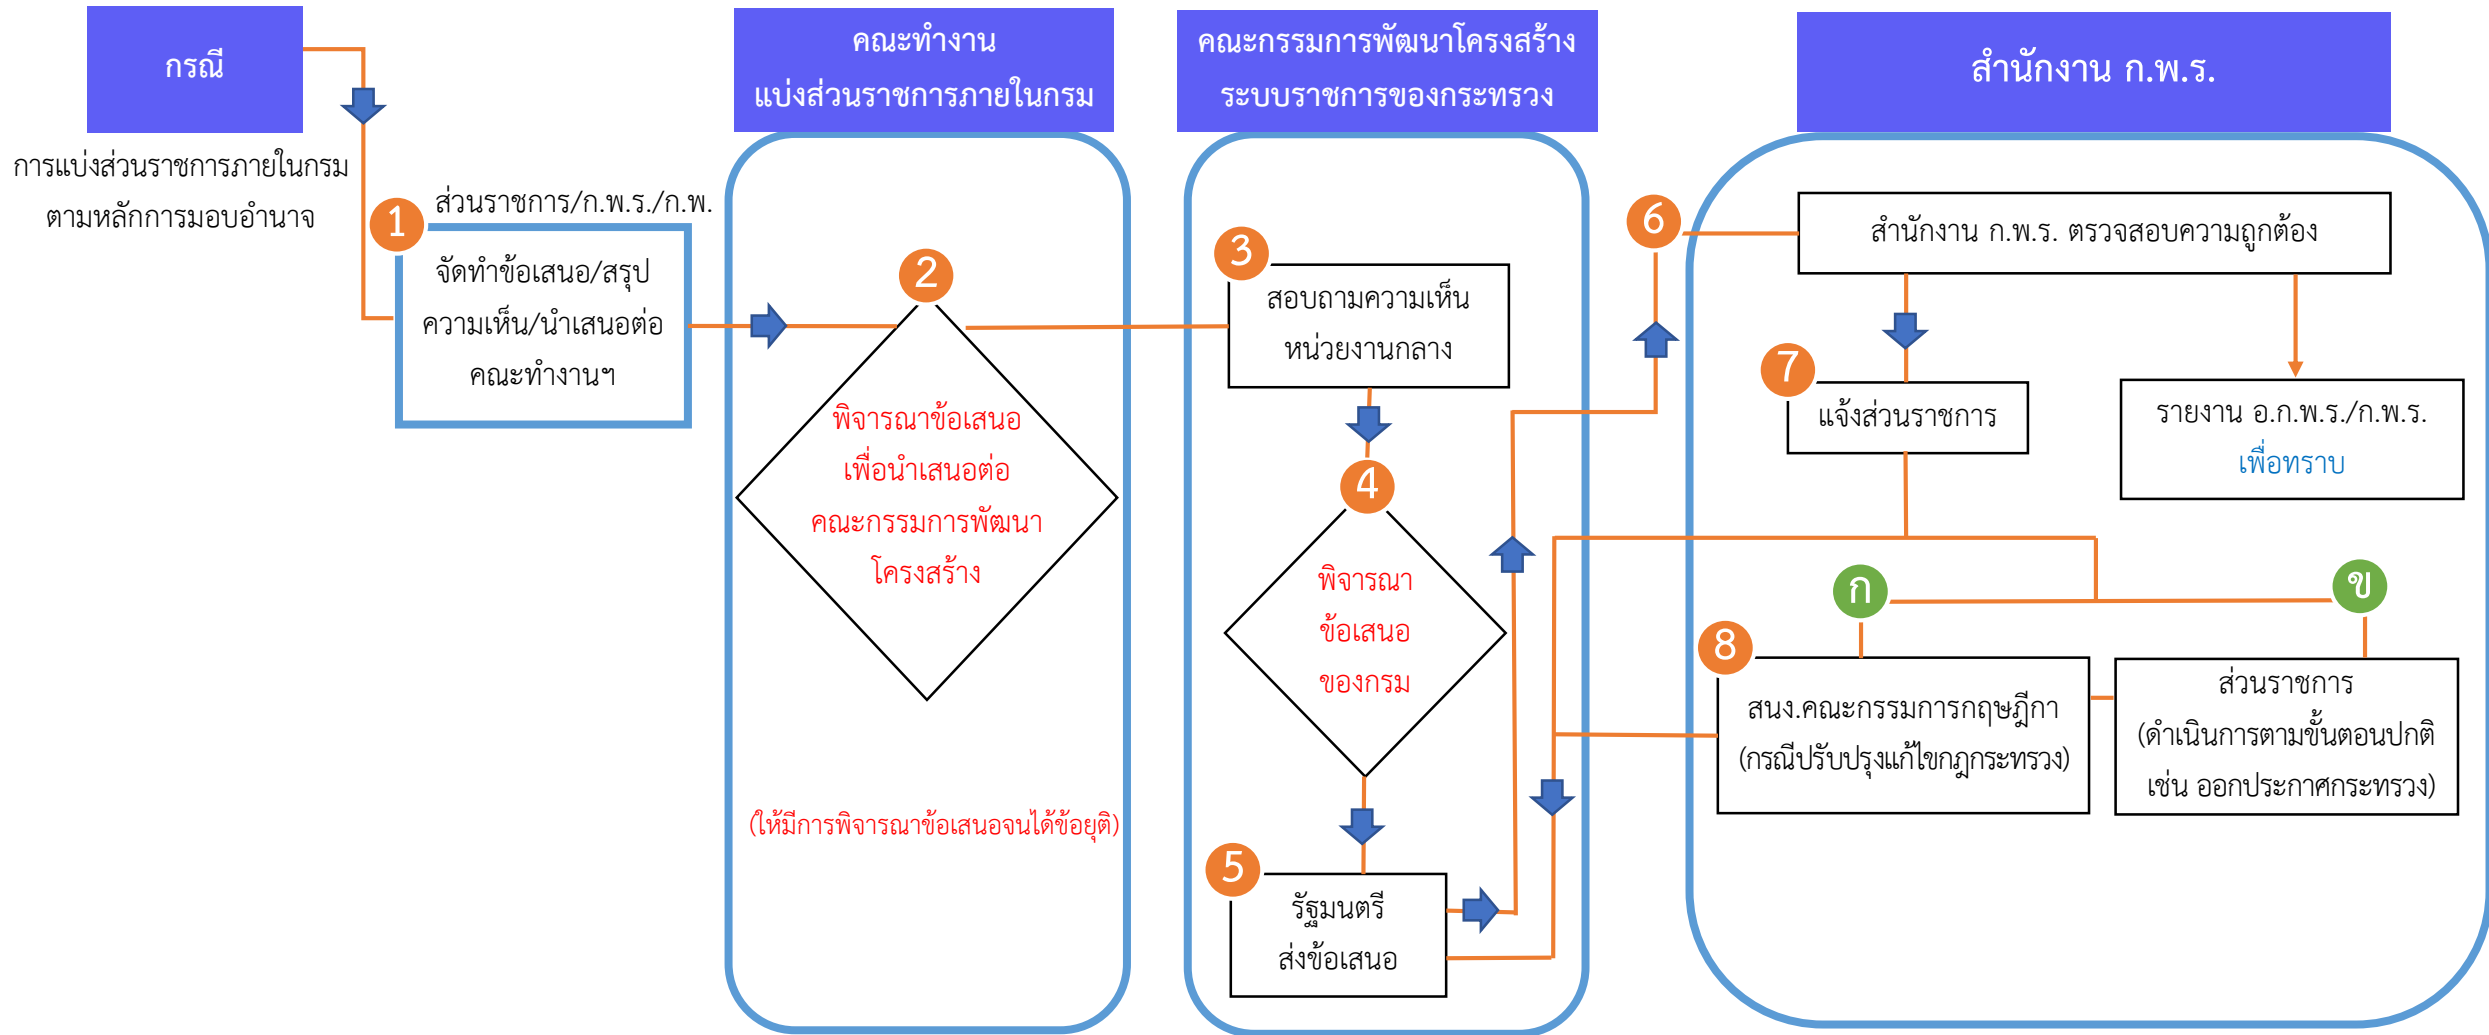 กรณี
การแบ่งส่วนราชการภายในกรม
ตามหลักการมอบอำนาจ
1
ส่วนราชการ/ก.พ.ร./ก.พ.
จัดทำข้อเสนอ/สรุป
ความเห็น/นำเสนอต่อ
คณะทำงานฯ
คณะทำงาน
แบ่งส่วนราชการภายในกรม
2
พิจารณาข้อเสนอ
เพื่อนำเสนอต่อ
คณะกรรมการพัฒนา
โครงสร้าง
(ให้มีการพิจารณาข้อเสนอจนได้ข้อยุติ)
คณะกรรมการพัฒนาโครงสร้าง
ระบบราชการของกระทรวง
3
สอบถามความเห็น
หน่วยงานกลาง
4
พิจารณา
ข้อเสนอ
ของกรม
5
รัฐมนตรี
ส่งข้อเสนอ
สำนักงาน ก.พ.ร.
6
สำนักงาน ก.พ.ร. ตรวจสอบความถูกต้อง
7
แจ้งส่วนราชการ
รายงาน อ.ก.พ.ร./ก.พ.ร.
เพื่อทราบ
ก
ข
8
สนง.คณะกรรมการกฤษฎีกา
(กรณีปรับปรุงแก้ไขกฎกระทรวง)
ส่วนราชการ
(ดำเนินการตามขั้นตอนปกติ
เช่น ออกประกาศกระทรวง)